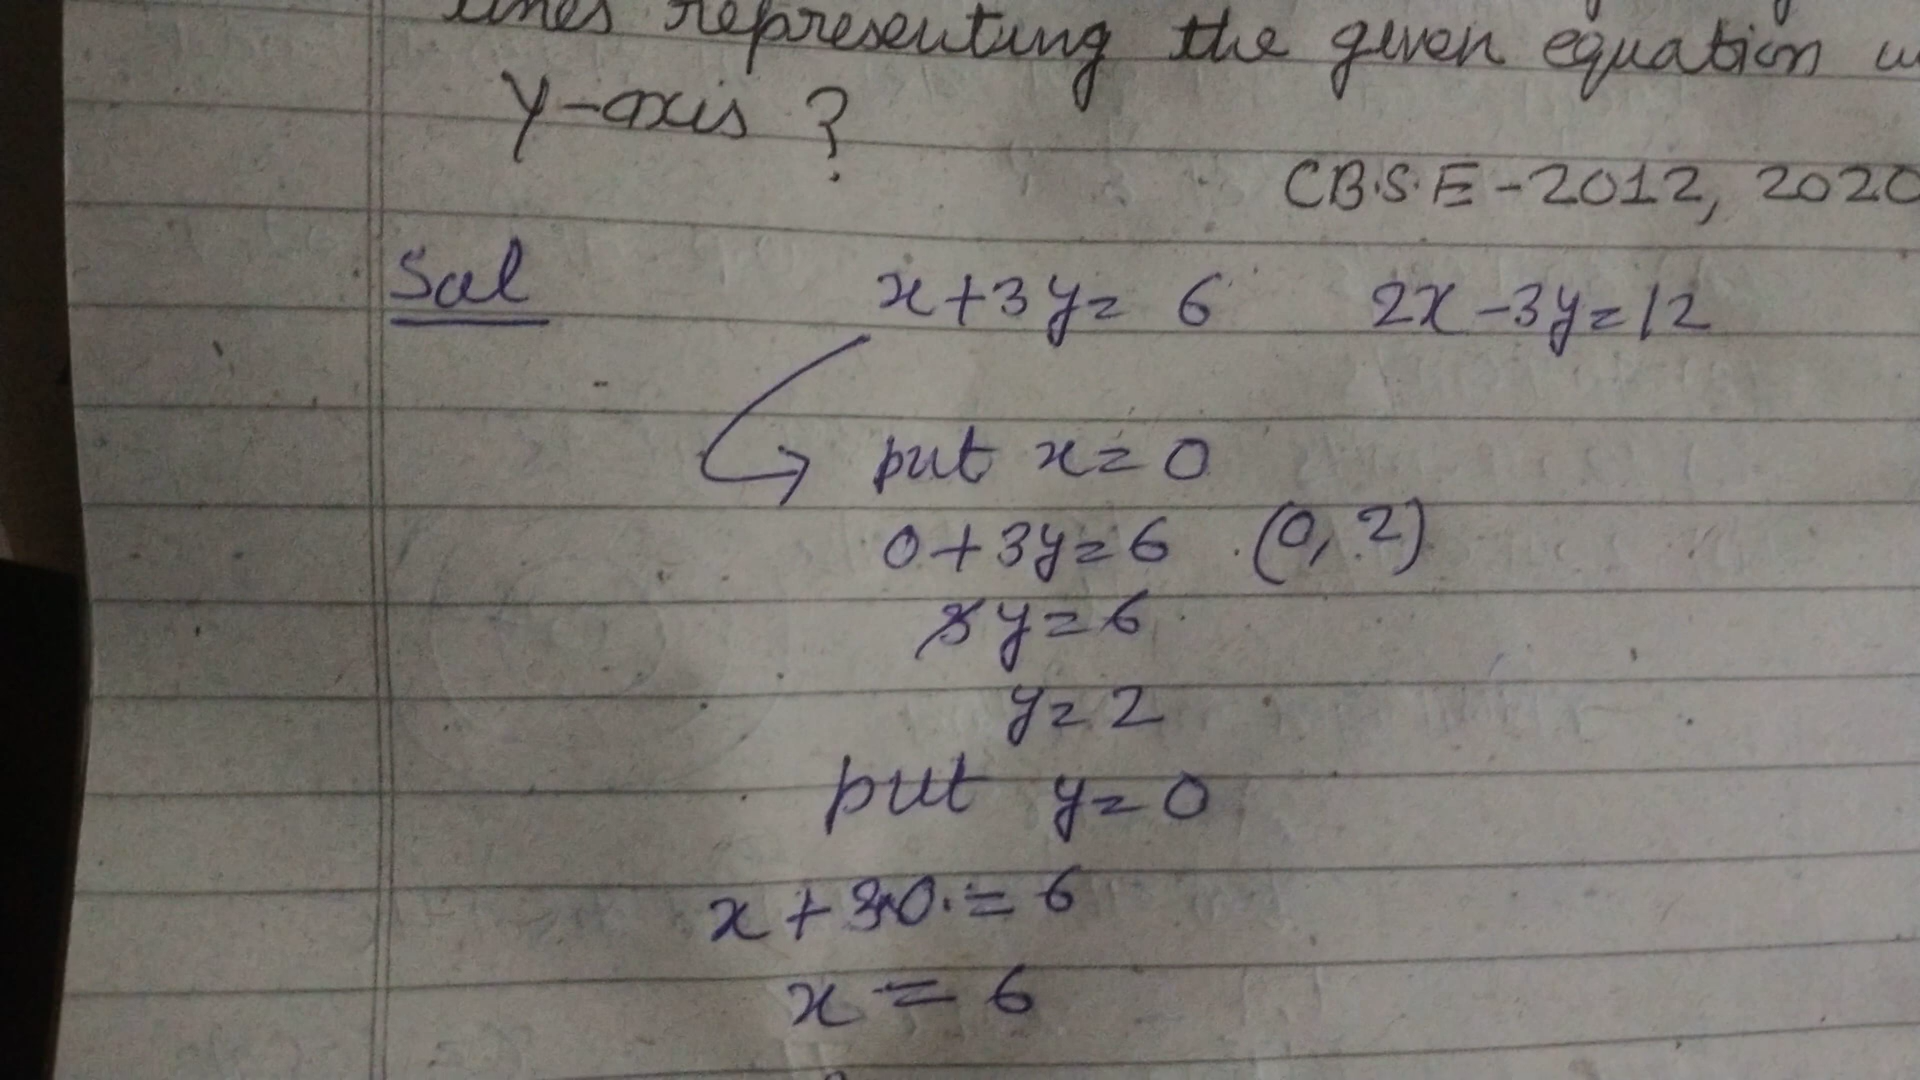 lines representing the given equation
Y-axis ?
C.B.S.E - 2012, 2020
Sol
x+3y= 6 2x-3y=12
put x=0
0+3y=6 (0, 2)
3y=6
y=2
put y=0
x+3×0.=6
x = 6